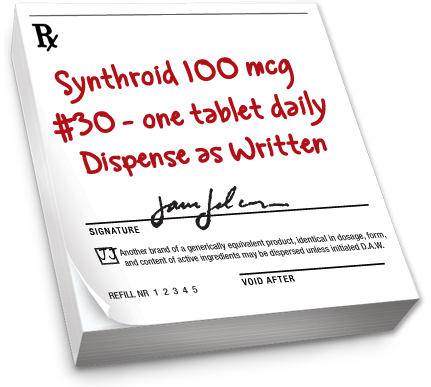 Rx
Synthroid 100 mcg
#30 - one tablet daily
Dispense as Written
SIGNATURE
JJ Another brand of a generically equivalent product, identical in dosage, form,
and content of active ingredients may be dispensed unless initialed D.A.W.
REFILL NR 1 2 3 4 5
VOID AFTER